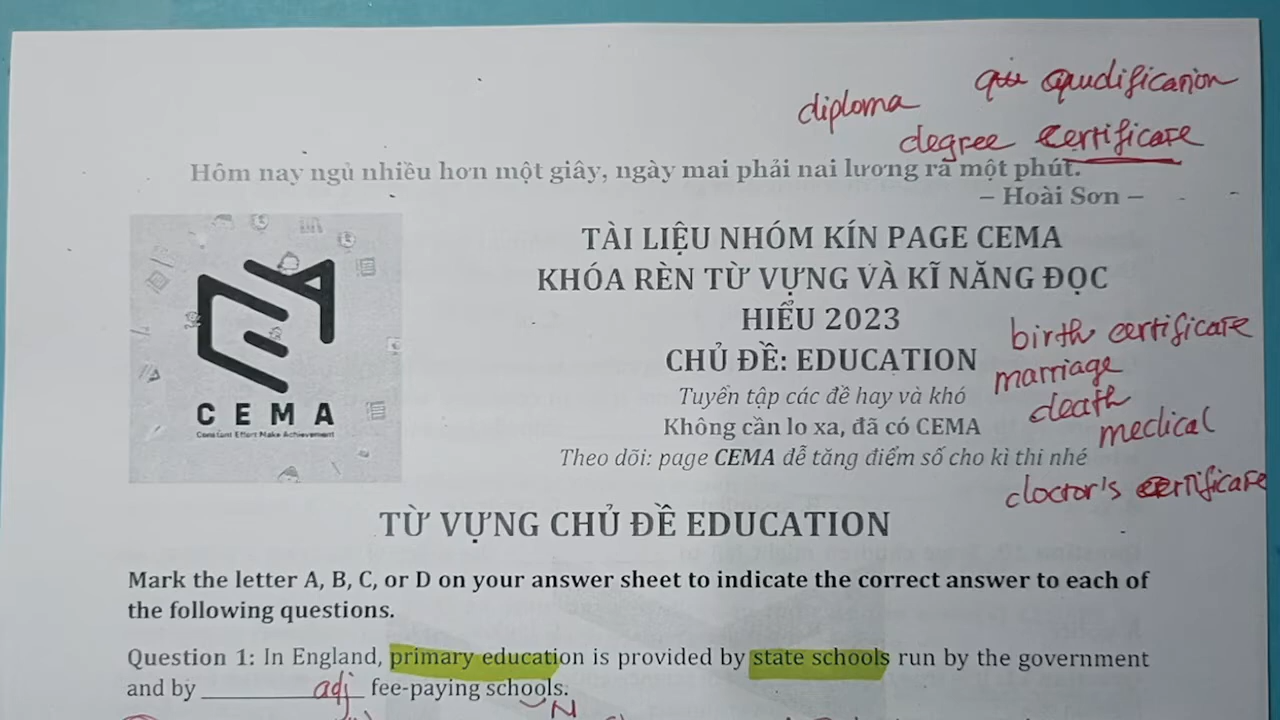 diploma qualification
degree certificate
Hôm nay ngủ nhiều hơn một giây, ngày mai phải nai lương ra một phút.
– Hoài Sơn –
TÀI LIỆU NHÓM KÍN PAGE CEMA
KHÓA RÈN TỪ VỰNG VÀ KĨ NĂNG ĐỌC
HIỂU 2023
CHỦ ĐỀ: EDUCATION
Tuyển tập các đề hay và khó
Không cần lo xa, đã có CEMA
Theo dõi: page CEMA để tăng điểm số cho kì thi nhé
CEMA
Constant Effort Make Achievement
birth certificate
marriage
death
medical
doctor's certificate
TỪ VỰNG CHỦ ĐỀ EDUCATION
Mark the letter A, B, C, or D on your answer sheet to indicate the correct answer to each of
the following questions.
Question 1: In England, primary education is provided by state schools run by the government
and by ______ adj fee-paying schools.
N